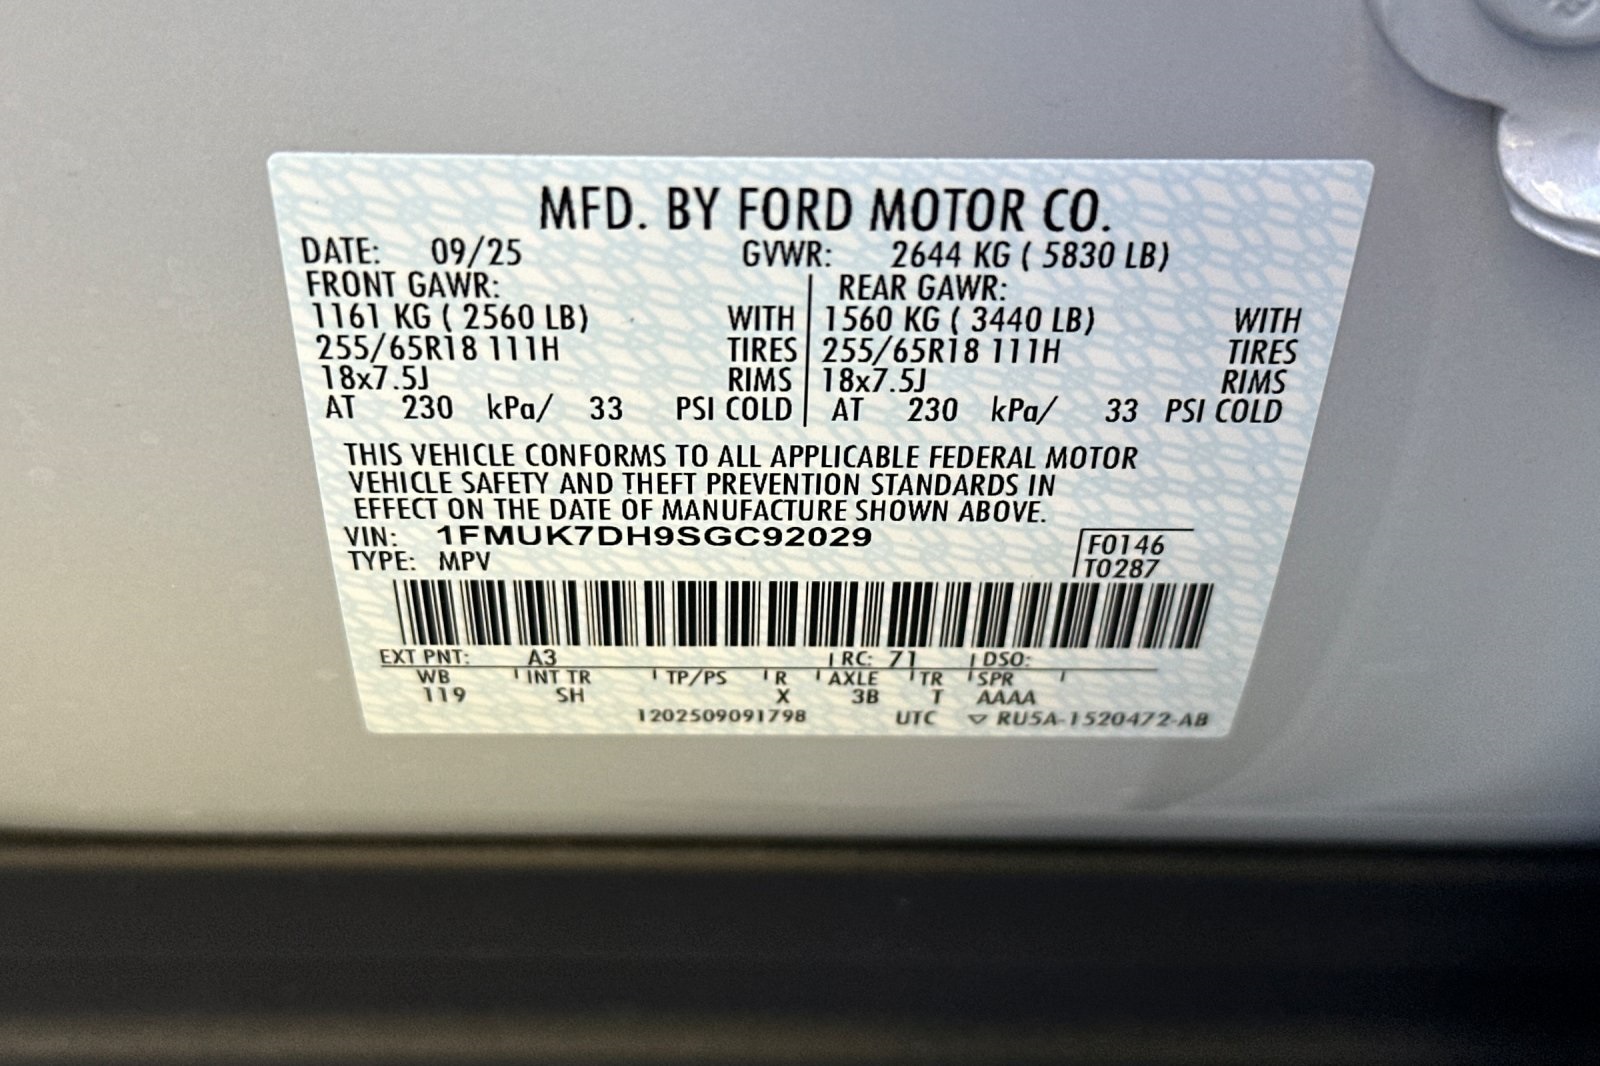 MFD. BY FORD MOTOR CO.
DATE: 09/25 GVWR: 2644 KG ( 5830 LB)
FRONT GAWR: REAR GAWR:
1161 KG ( 2560 LB) WITH 1560 KG ( 3440 LB) WITH
255/65R18 111H TIRES 255/65R18 111H TIRES
18x7.5J RIMS 18x7.5J RIMS
AT 230 kPa/ 33 PSI COLD AT 230 kPa/ 33 PSI COLD
THIS VEHICLE CONFORMS TO ALL APPLICABLE FEDERAL MOTOR
VEHICLE SAFETY AND THEFT PREVENTION STANDARDS IN
EFFECT ON THE DATE OF MANUFACTURE SHOWN ABOVE.
VIN: 1FMUK7DH9SGC92029 F0146
TYPE: MPV T0287
EXT PNT: A3 RC: 71 DSO:
WB INT TR TP/PS R AXLE TR SPR
119 SH X 3B T AAAA
1202509091798 UTC ▽ RU5A-1520472-AB